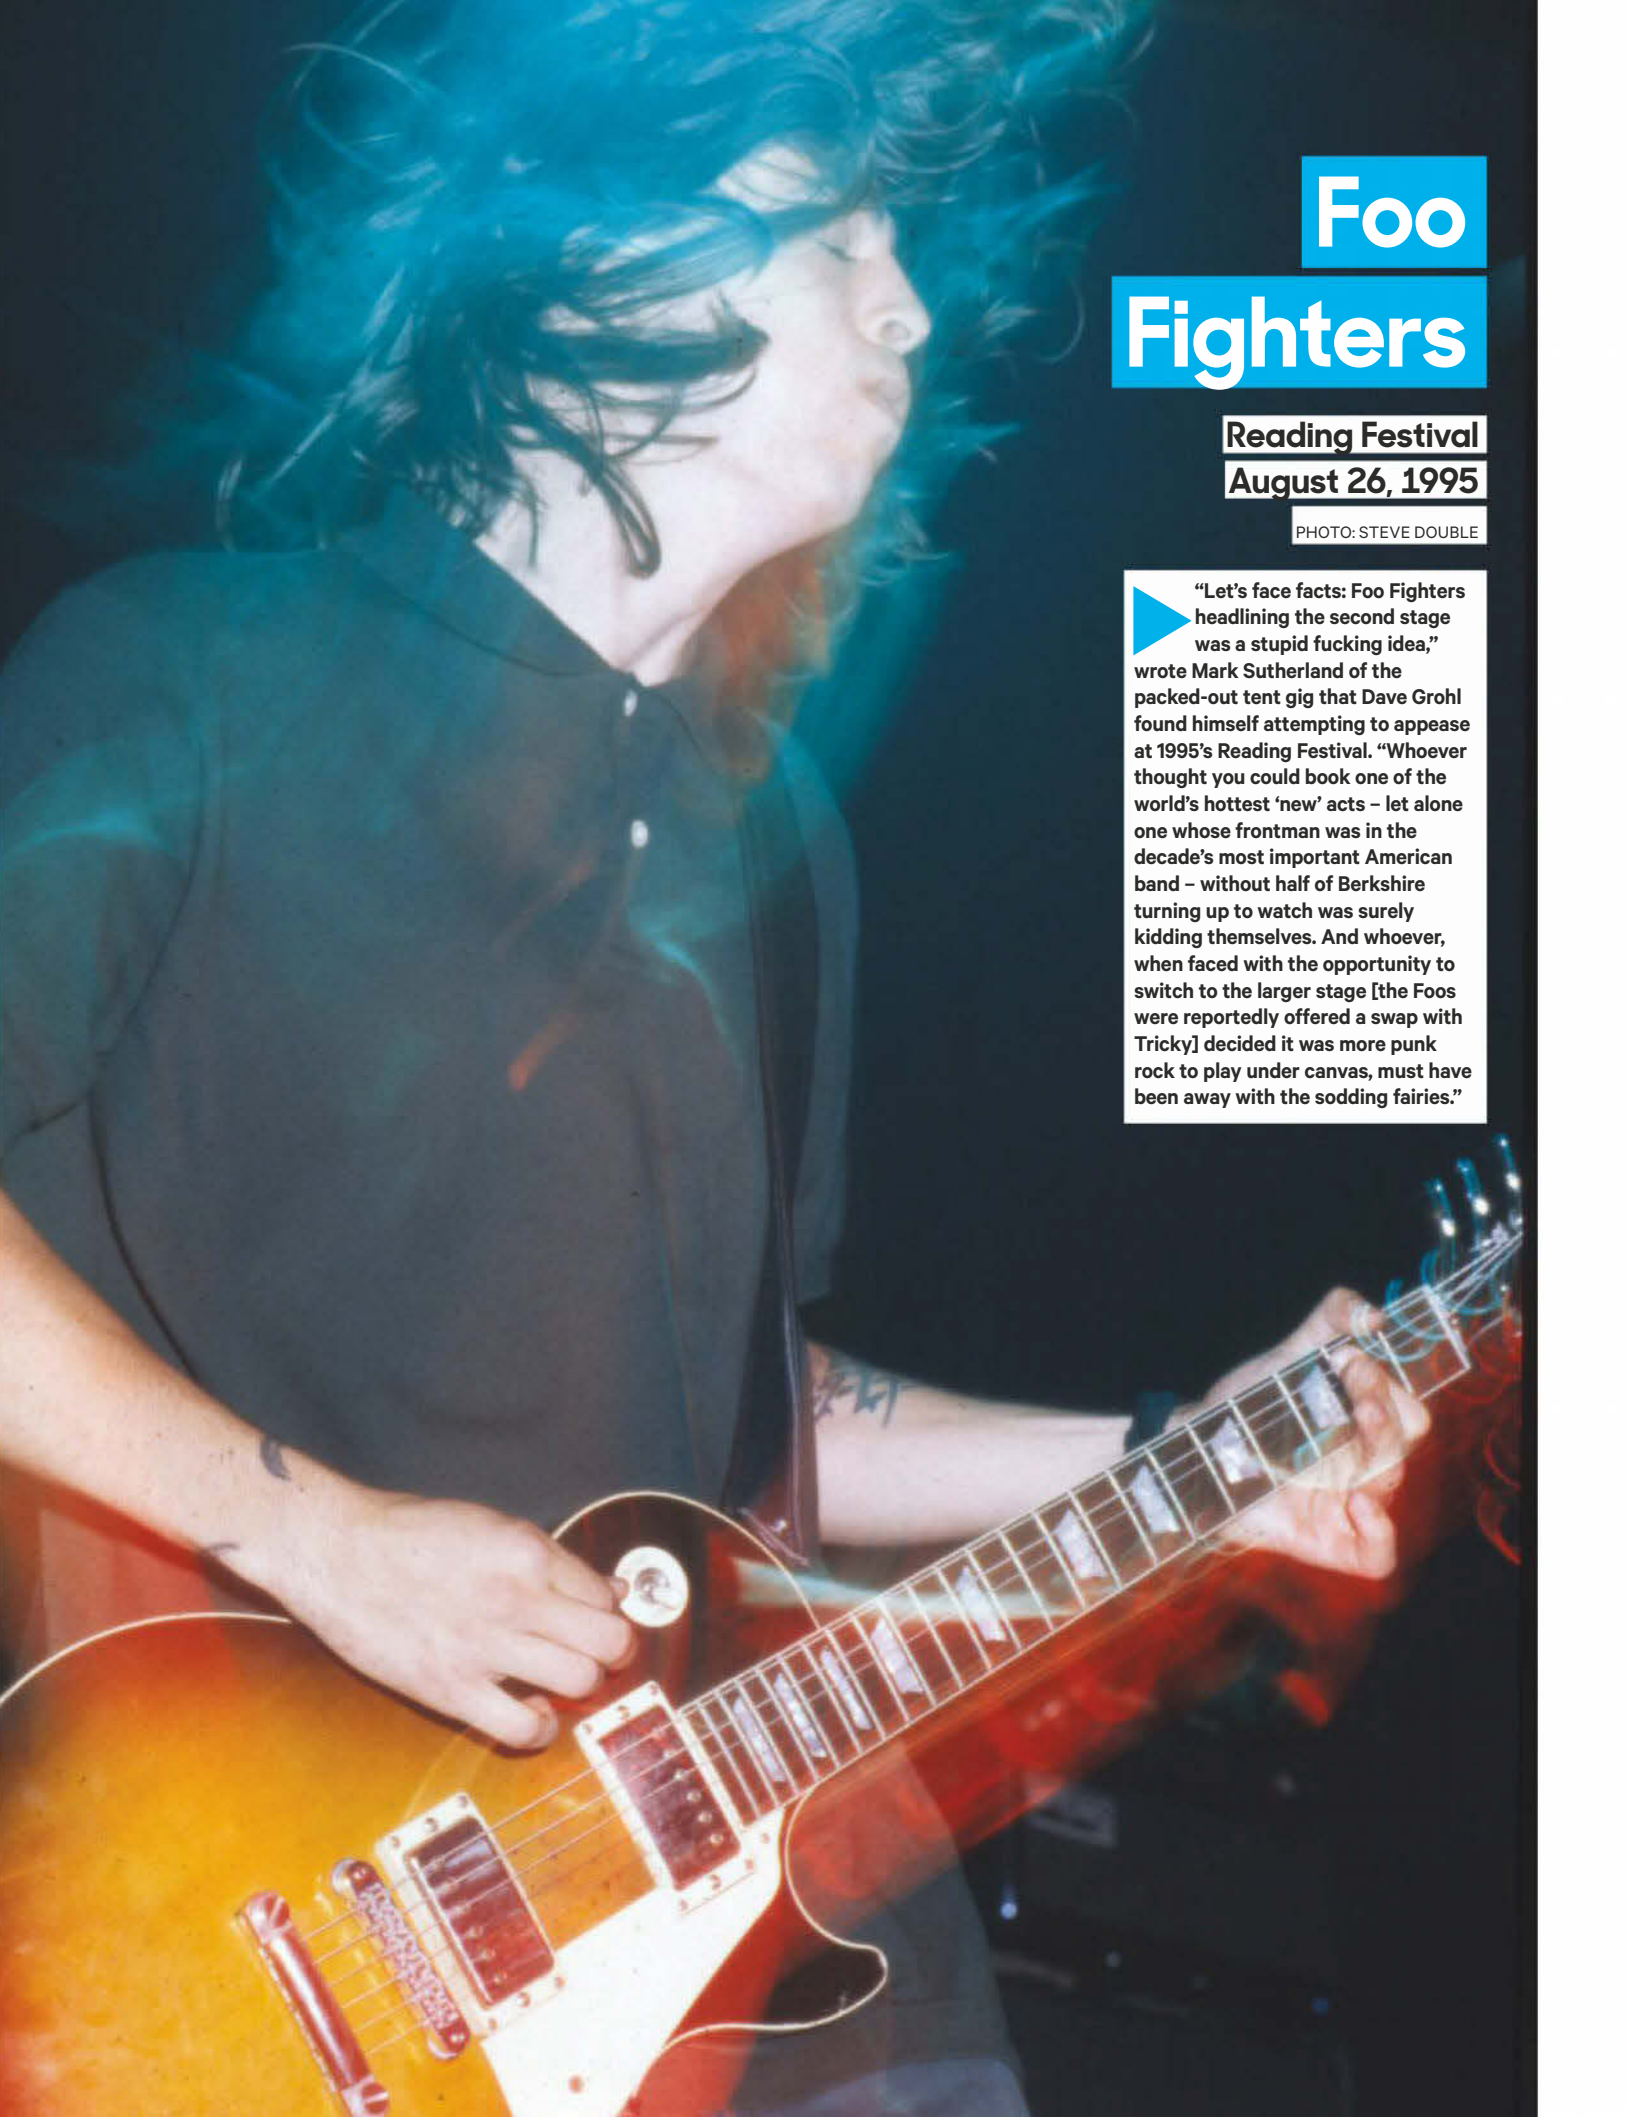 Foo
Fighters
Reading Festival
August 26, 1995
PHOTO: STEVE DOUBLE
“Let’s face facts: Foo Fighters
headlining the second stage
was a stupid fucking idea,”
wrote Mark Sutherland of the
packed-out tent gig that Dave Grohl
found himself attempting to appease
at 1995’s Reading Festival. “Whoever
thought you could book one of the
world’s hottest ‘new’ acts – let alone
one whose frontman was in the
decade’s most important American
band – without half of Berkshire
turning up to watch was surely
kidding themselves. And whoever,
when faced with the opportunity to
switch to the larger stage [the Foos
were reportedly offered a swap with
Tricky] decided it was more punk
rock to play under canvas, must have
been away with the sodding fairies.”